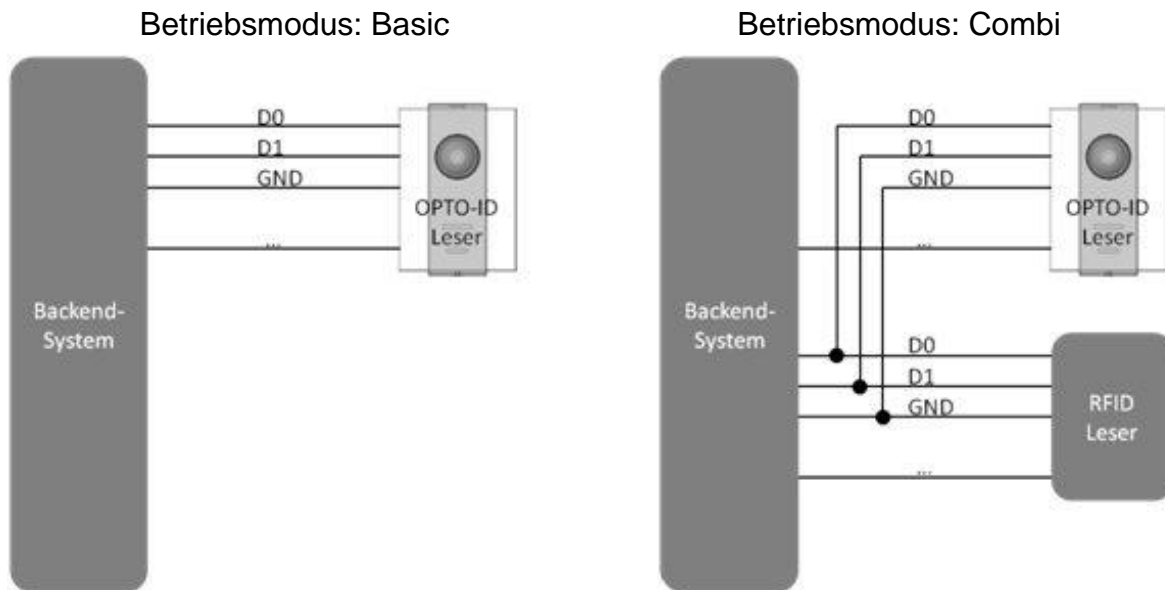 Betriebsmodus: Basic
D0
D1
GND
OPTO-ID
Leser
...
Backend-
System
Betriebsmodus: Combi
D0
D1
GND
OPTO-ID
Leser
...
Backend-
System
D0
D1
GND
RFID
Leser
...